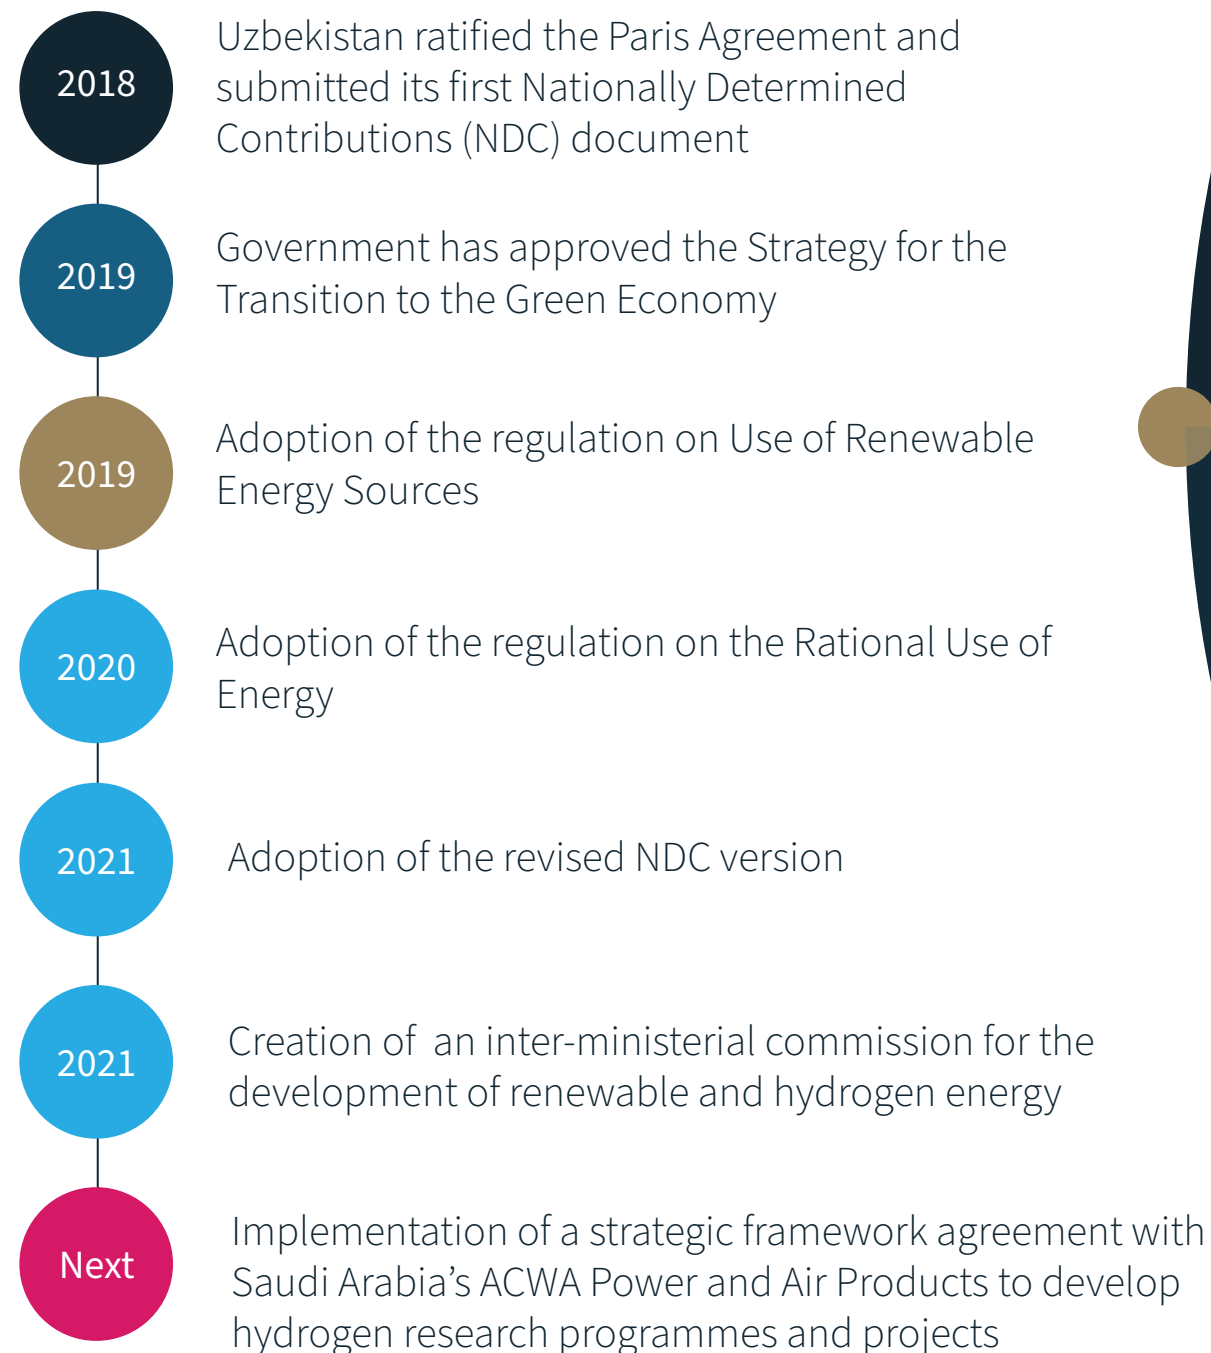 2018
Uzbekistan ratified the Paris Agreement and
submitted its first Nationally Determined
Contributions (NDC) document
2019
Government has approved the Strategy for the
Transition to the Green Economy
2019
Adoption of the regulation on Use of Renewable
Energy Sources
2020
Adoption of the regulation on the Rational Use of
Energy
2021
Adoption of the revised NDC version
2021
Creation of  an inter-ministerial commission for the
development of renewable and hydrogen energy
Next
Implementation of a strategic framework agreement with
Saudi Arabia’s ACWA Power and Air Products to develop
hydrogen research programmes and projects